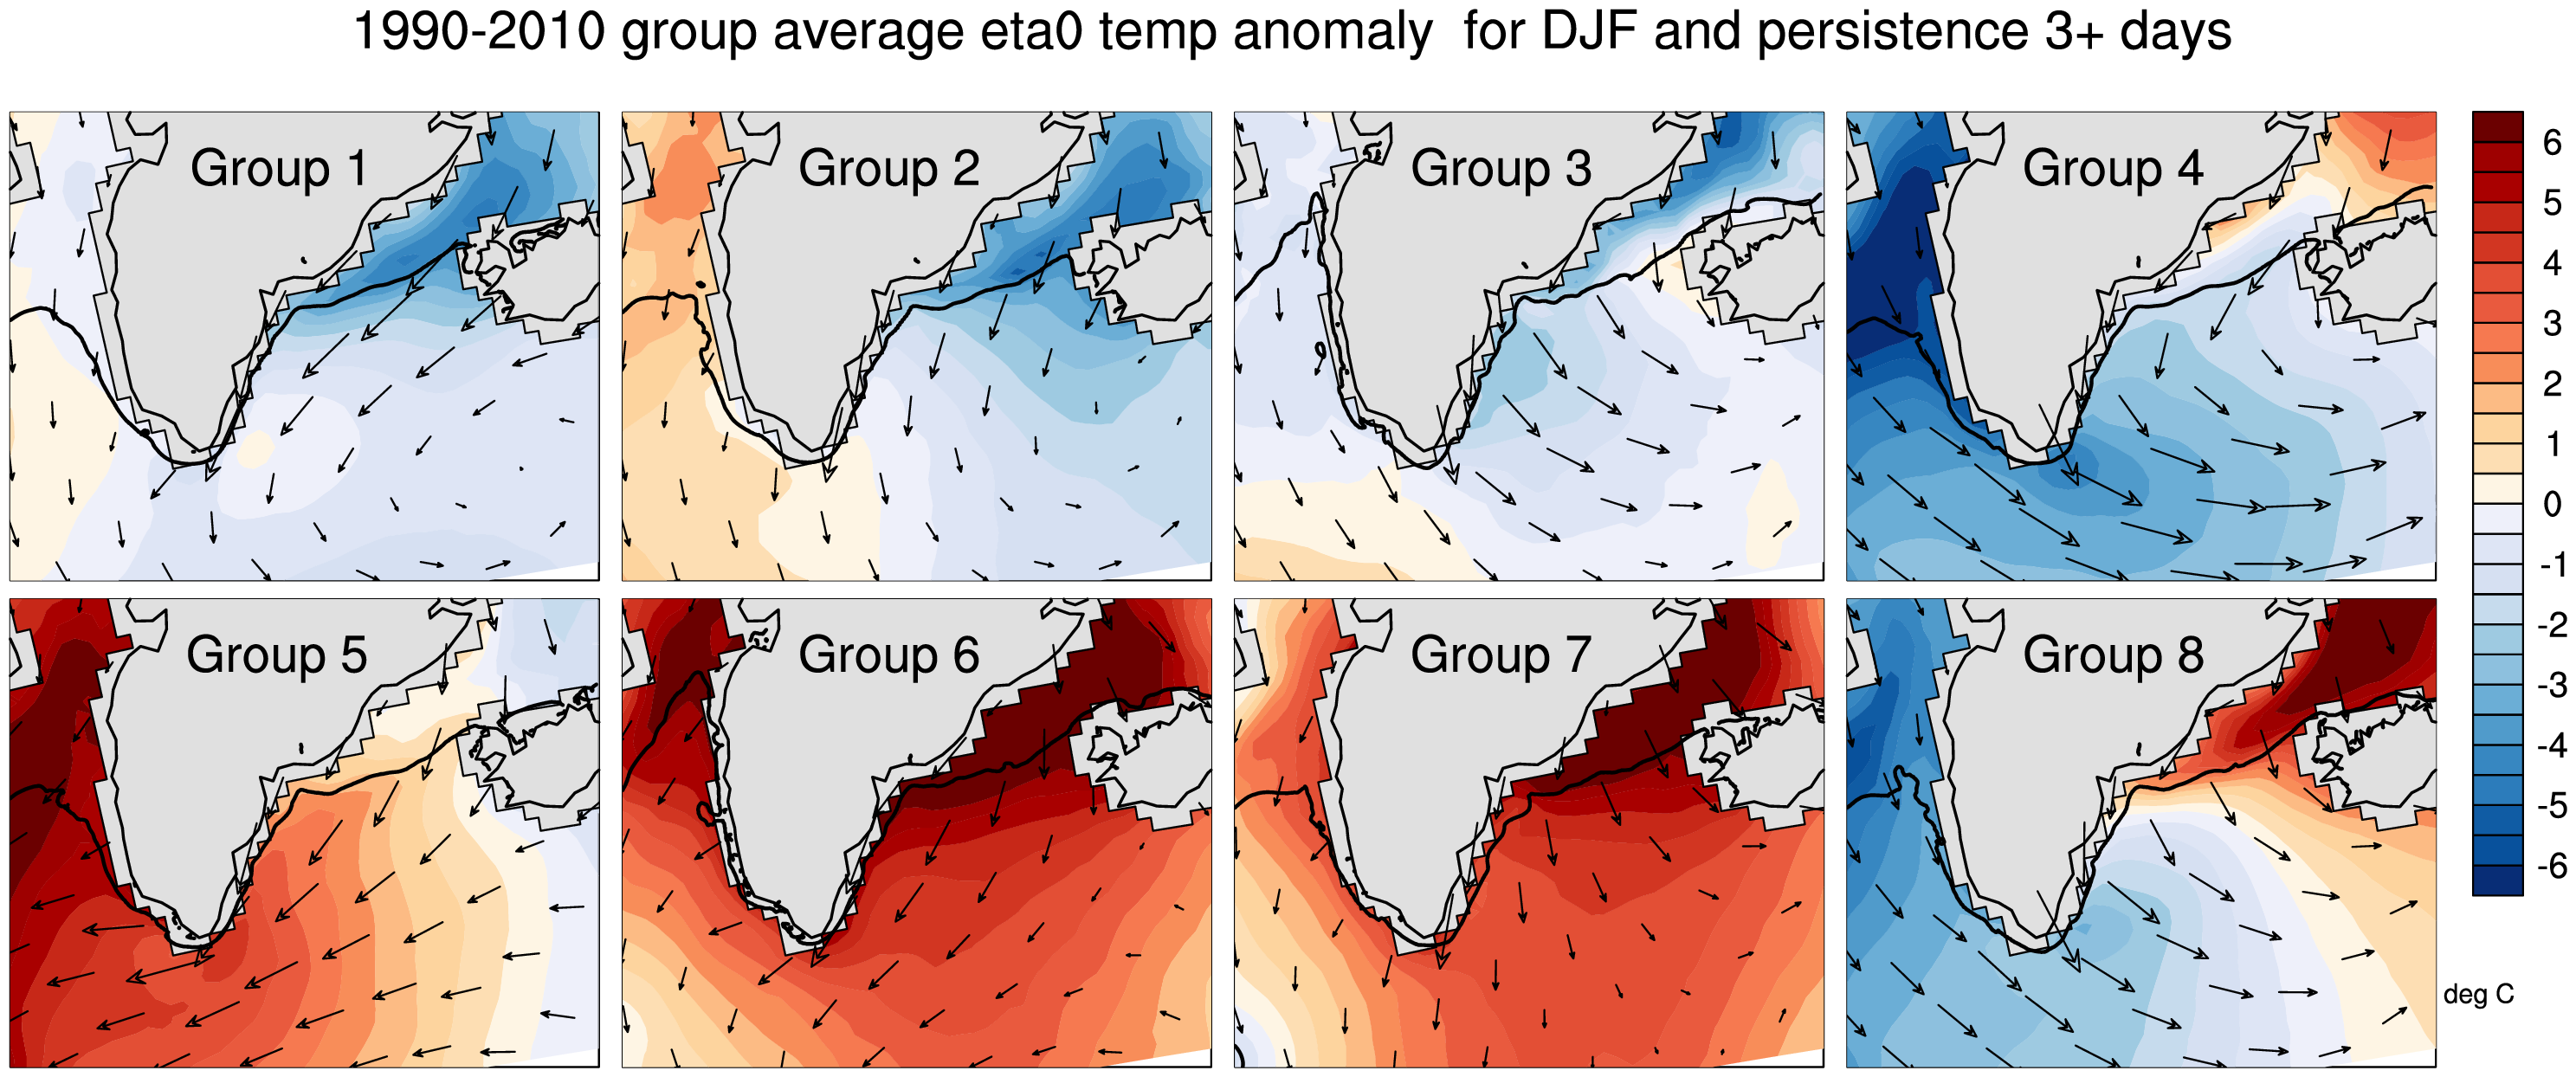 1990-2010 group average eta0 temp anomaly  for DJF and persistence 3+ days
Group 1
Group 2
Group 3
Group 4
Group 5
Group 6
Group 7
Group 8
6
5
4
3
2
1
0
-1
-2
-3
-4
-5
-6
deg C